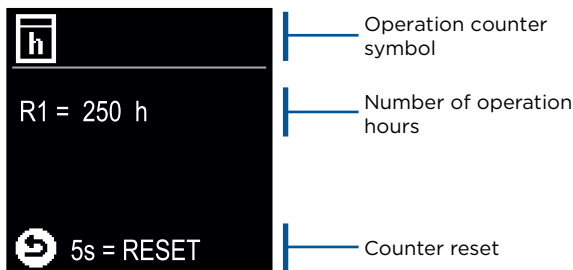 h
Operation counter
symbol
R1 = 250 h
Number of operation
hours
5s = RESET
Counter reset